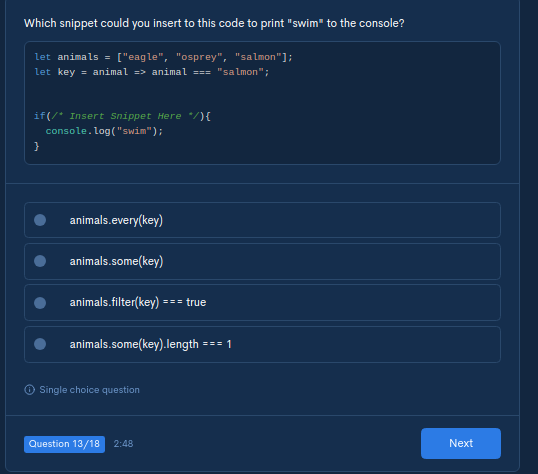 Which snippet could you insert to this code to print "swim" to the console?
let animals = ["eagle", "osprey", "salmon"];
let key = animal => animal === "salmon";
if(/* Insert Snippet Here */){
  console.log("swim");
}
animals.every(key)
animals.some(key)
animals.filter(key) === true
animals.some(key).length === 1
Single choice question
Question 13/18 2:48 Next